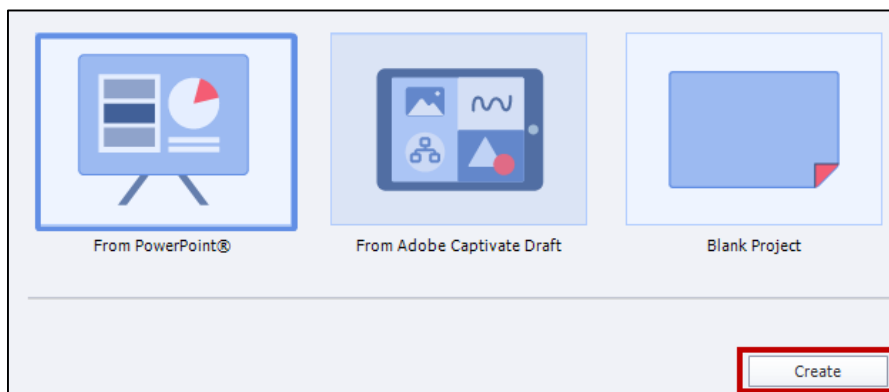 From PowerPoint®
From Adobe Captivate Draft
Blank Project
Create